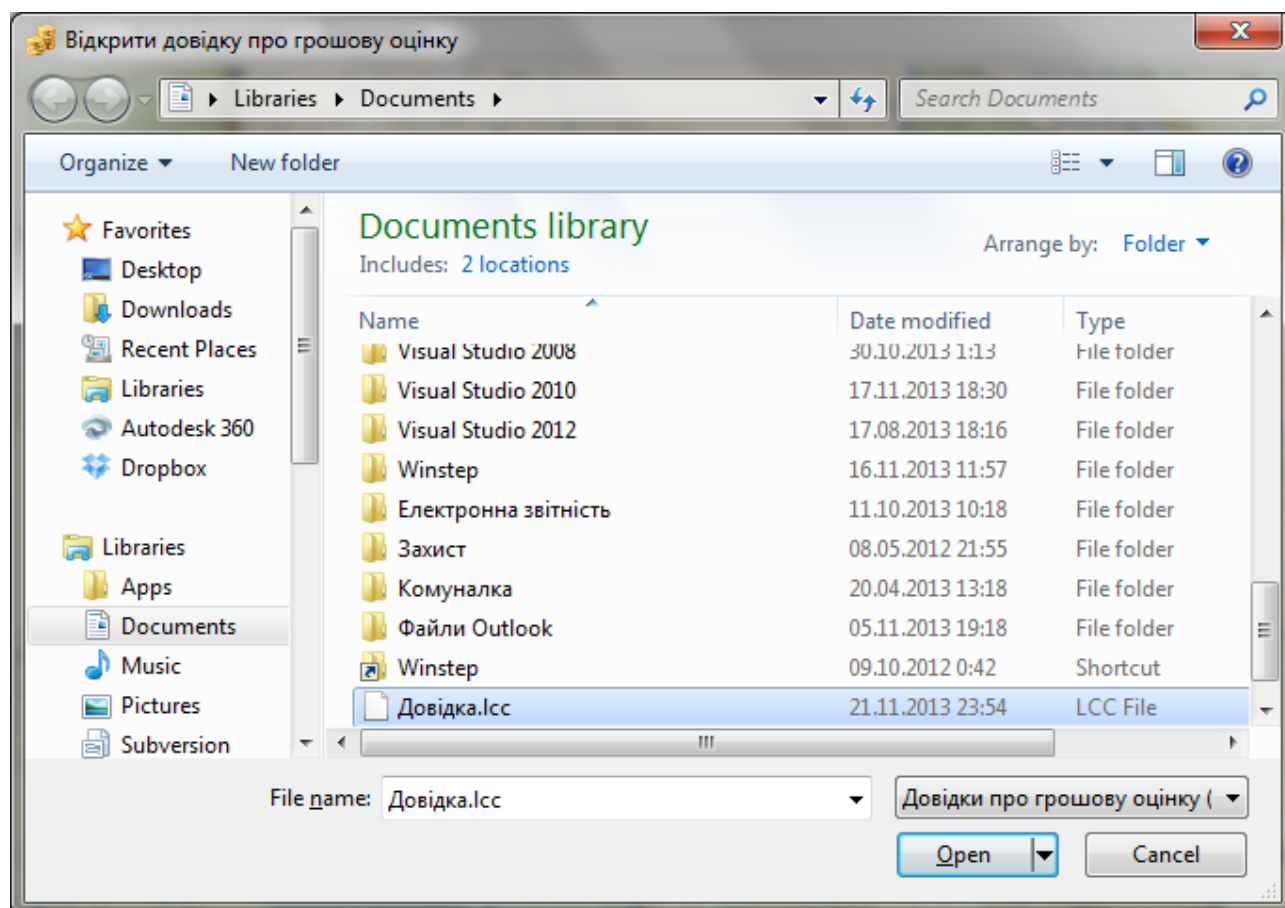 Відкрити довідку про грошову оцінку
Libraries Documents
Search Documents
Organize New folder
Favorites
Desktop
Downloads
Recent Places
Libraries
Autodesk 360
Dropbox
Libraries
Apps
Documents
Music
Pictures
Subversion
Documents library
Includes: 2 locations
Arrange by: Folder
Name Date modified Type
Visual Studio 2008 30.10.2013 1:13 File folder
Visual Studio 2010 17.11.2013 18:30 File folder
Visual Studio 2012 17.08.2013 18:16 File folder
Winstep 16.11.2013 11:57 File folder
Електронна звітність 11.10.2013 10:18 File folder
Захист 08.05.2012 21:55 File folder
Комуналка 20.04.2013 13:18 File folder
Файли Outlook 05.11.2013 19:18 File folder
Winstep 09.10.2012 0:42 Shortcut
Довідка.lcc 21.11.2013 23:54 LCC File
File name: Довідка.lcc
Довідки про грошову оцінку (
Open Cancel